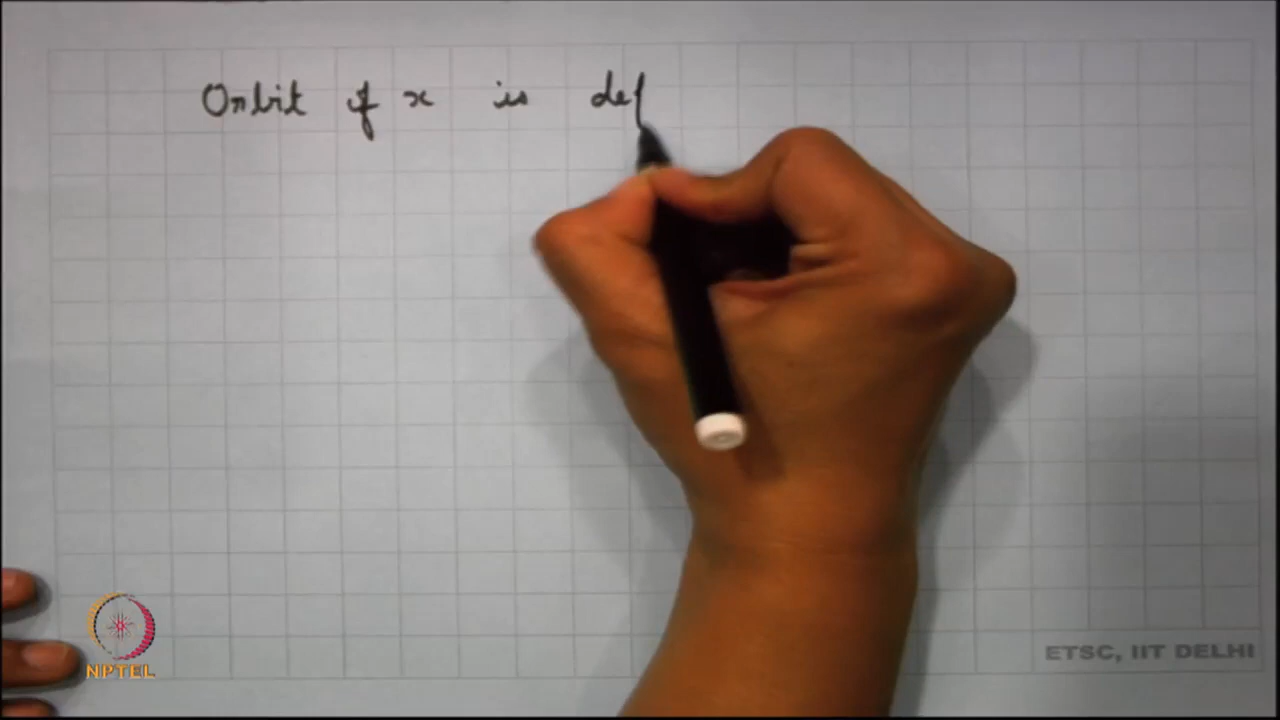 Orbit of x is def
NPTEL
ETSC, IIT DELHI